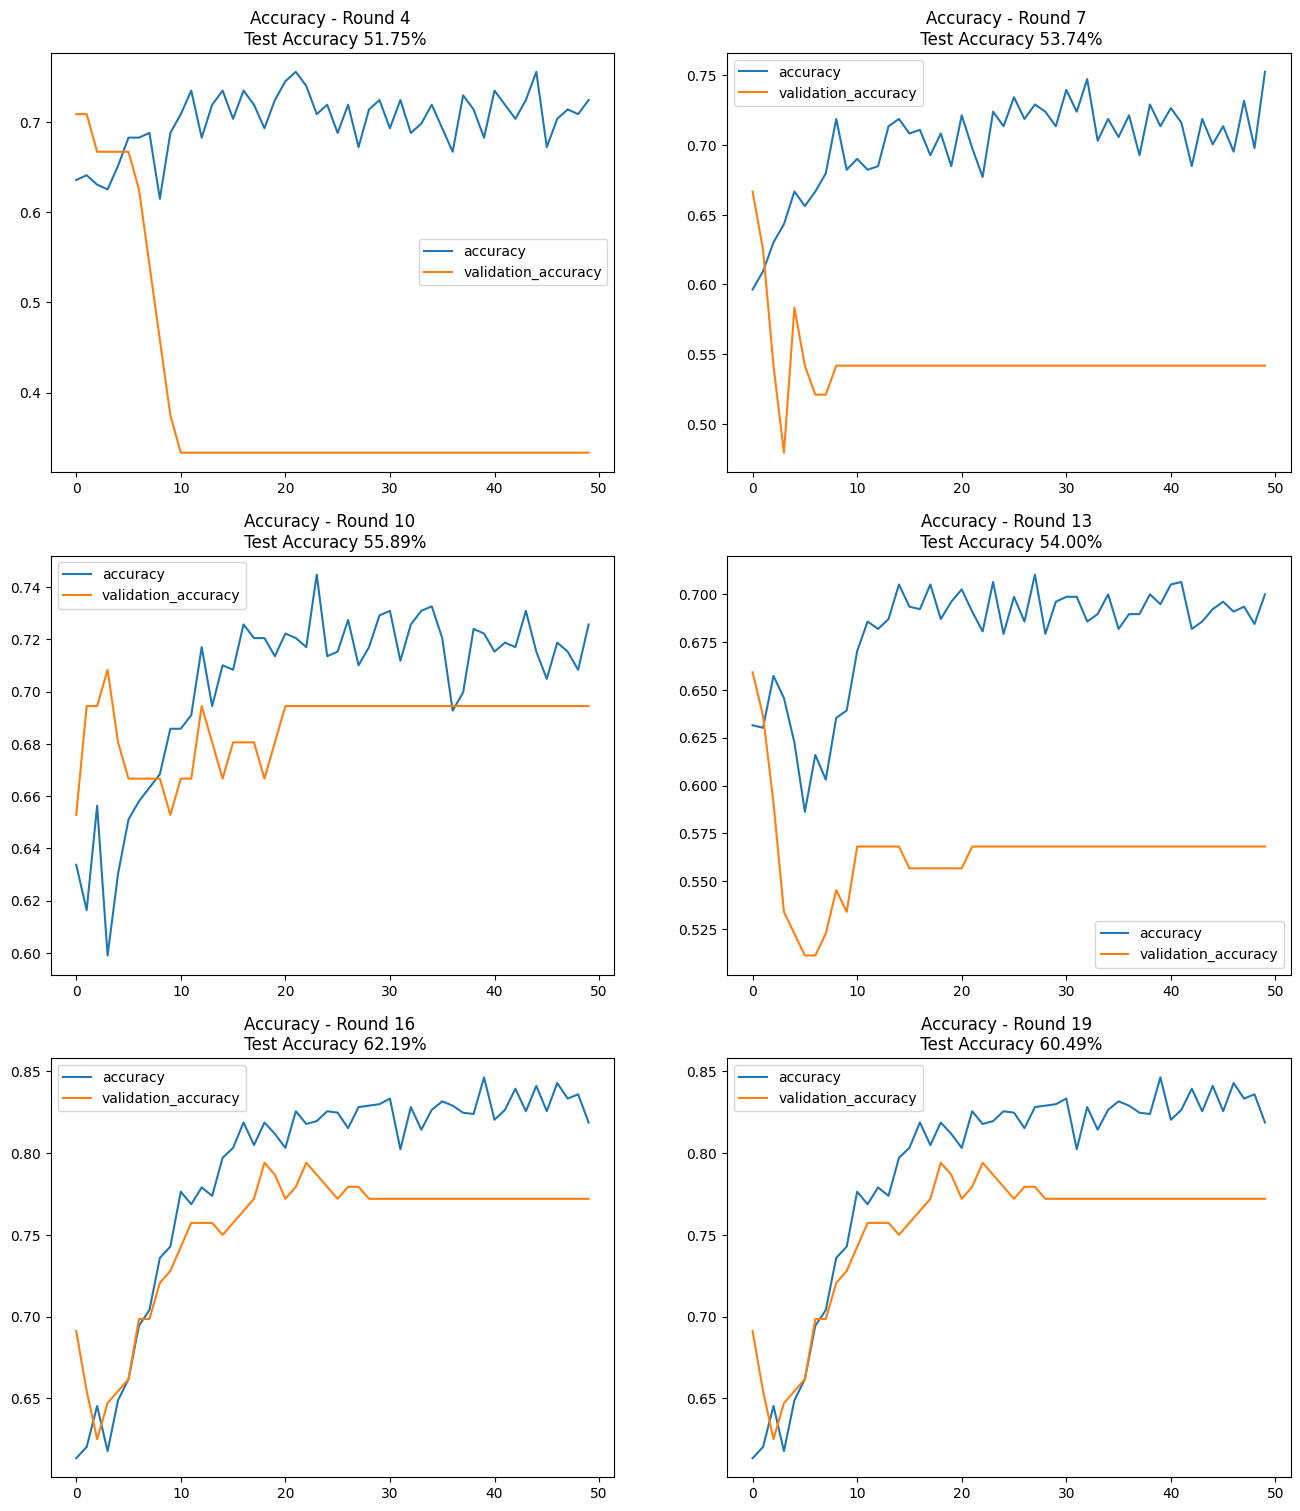 Accuracy - Round 4
Test Accuracy 51.75%
0.7
0.6
0.5
0.4
accuracy
validation_accuracy
0 10 20 30 40 50
Accuracy - Round 7
Test Accuracy 53.74%
accuracy
validation_accuracy
0.75
0.70
0.65
0.60
0.55
0.50
0 10 20 30 40 50
Accuracy - Round 10
Test Accuracy 55.89%
accuracy
validation_accuracy
0.74
0.72
0.70
0.68
0.66
0.64
0.62
0.60
0 10 20 30 40 50
Accuracy - Round 13
Test Accuracy 54.00%
0.700
0.675
0.650
0.625
0.600
0.575
0.550
0.525
accuracy
validation_accuracy
0 10 20 30 40 50
Accuracy - Round 16
Test Accuracy 62.19%
accuracy
validation_accuracy
0.85
0.80
0.75
0.70
0.65
0 10 20 30 40 50
Accuracy - Round 19
Test Accuracy 60.49%
accuracy
validation_accuracy
0.85
0.80
0.75
0.70
0.65
0 10 20 30 40 50